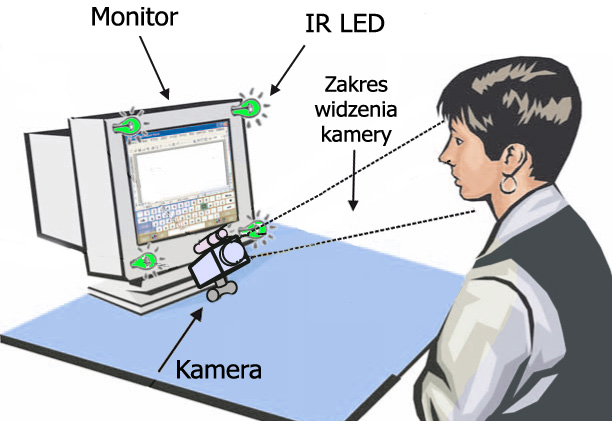 Monitor
IR LED
Zakres
widzenia
kamery
Kamera